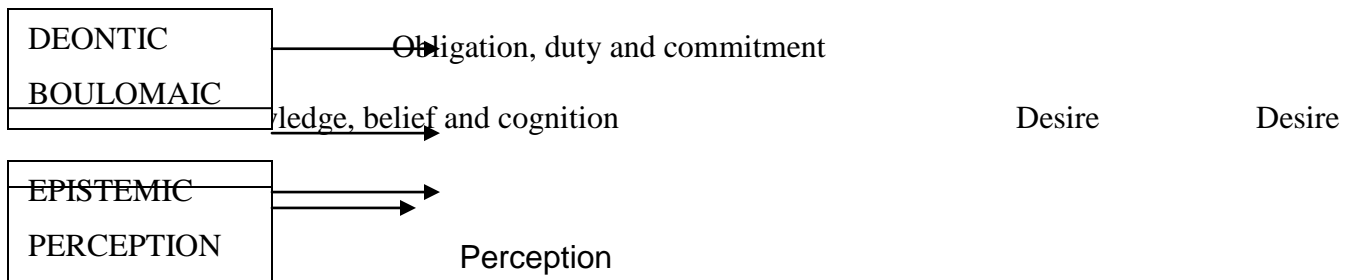 DEONTIC
Obligation, duty and commitment
BOULOMAIC
ledge, belief and cognition Desire Desire
EPISTEMIC
PERCEPTION
Perception